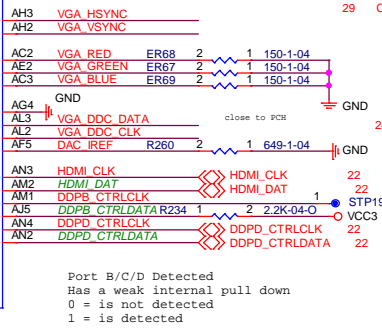 AH3 VGA_HSYNC 29
AH2 VGA_VSYNC
AC2 VGA_RED ER68 2 1 150-1-04
AE2 VGA_GREEN ER67 2 1 150-1-04
AC3 VGA_BLUE ER69 2 1 150-1-04
GND
AG4 GND
AL3 VGA_DDC_DATA close to PCH
AL2 VGA_DDC_CLK
AF5 DAC_IREF R260 2 1 649-1-04 GND
AN3 HDMI_CLK HDMI_CLK 22
AM2 HDMI_DAT HDMI_DAT 22
AM1 DDPB_CTRLCLK 1 STP19
AJ5 DDPB_CTRLDATA R234 1 2 2.2K-04-O VCC3
AN4 DDPD_CTRLCLK DDPD_CTRLCLK 22
AN2 DDPD_CTRLDATA DDPD_CTRLDATA 22
Port B/C/D Detected
Has a weak internal pull down
0 = is not detected
1 = is detected